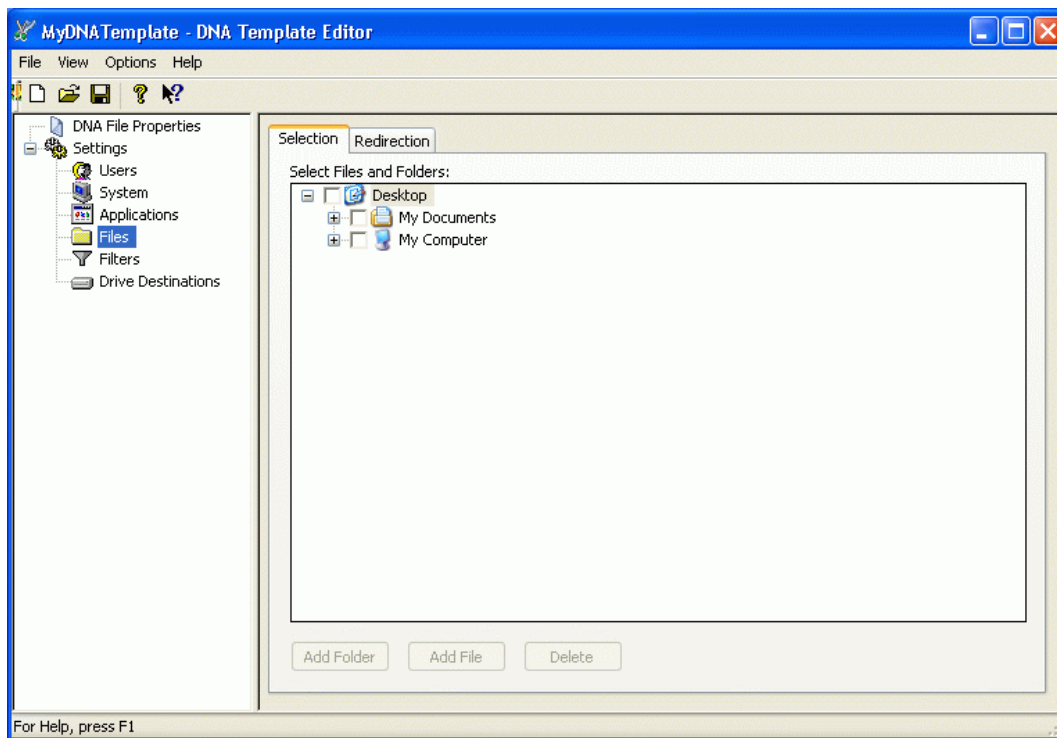 MyDNATemplate - DNA Template Editor
File View Options Help
DNA File Properties
Settings
Users
System
Applications
Files
Filters
Drive Destinations
Selection Redirection
Select Files and Folders:
Desktop
My Documents
My Computer
Add Folder Add File Delete
For Help, press F1